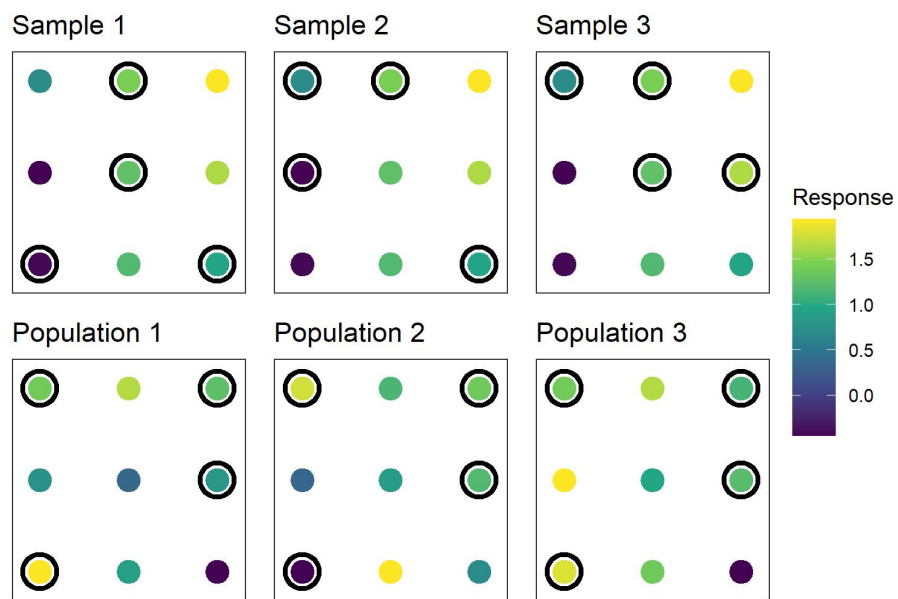 Sample 1
Sample 2
Sample 3
Response
1.5
1.0
0.5
0.0
Population 1
Population 2
Population 3